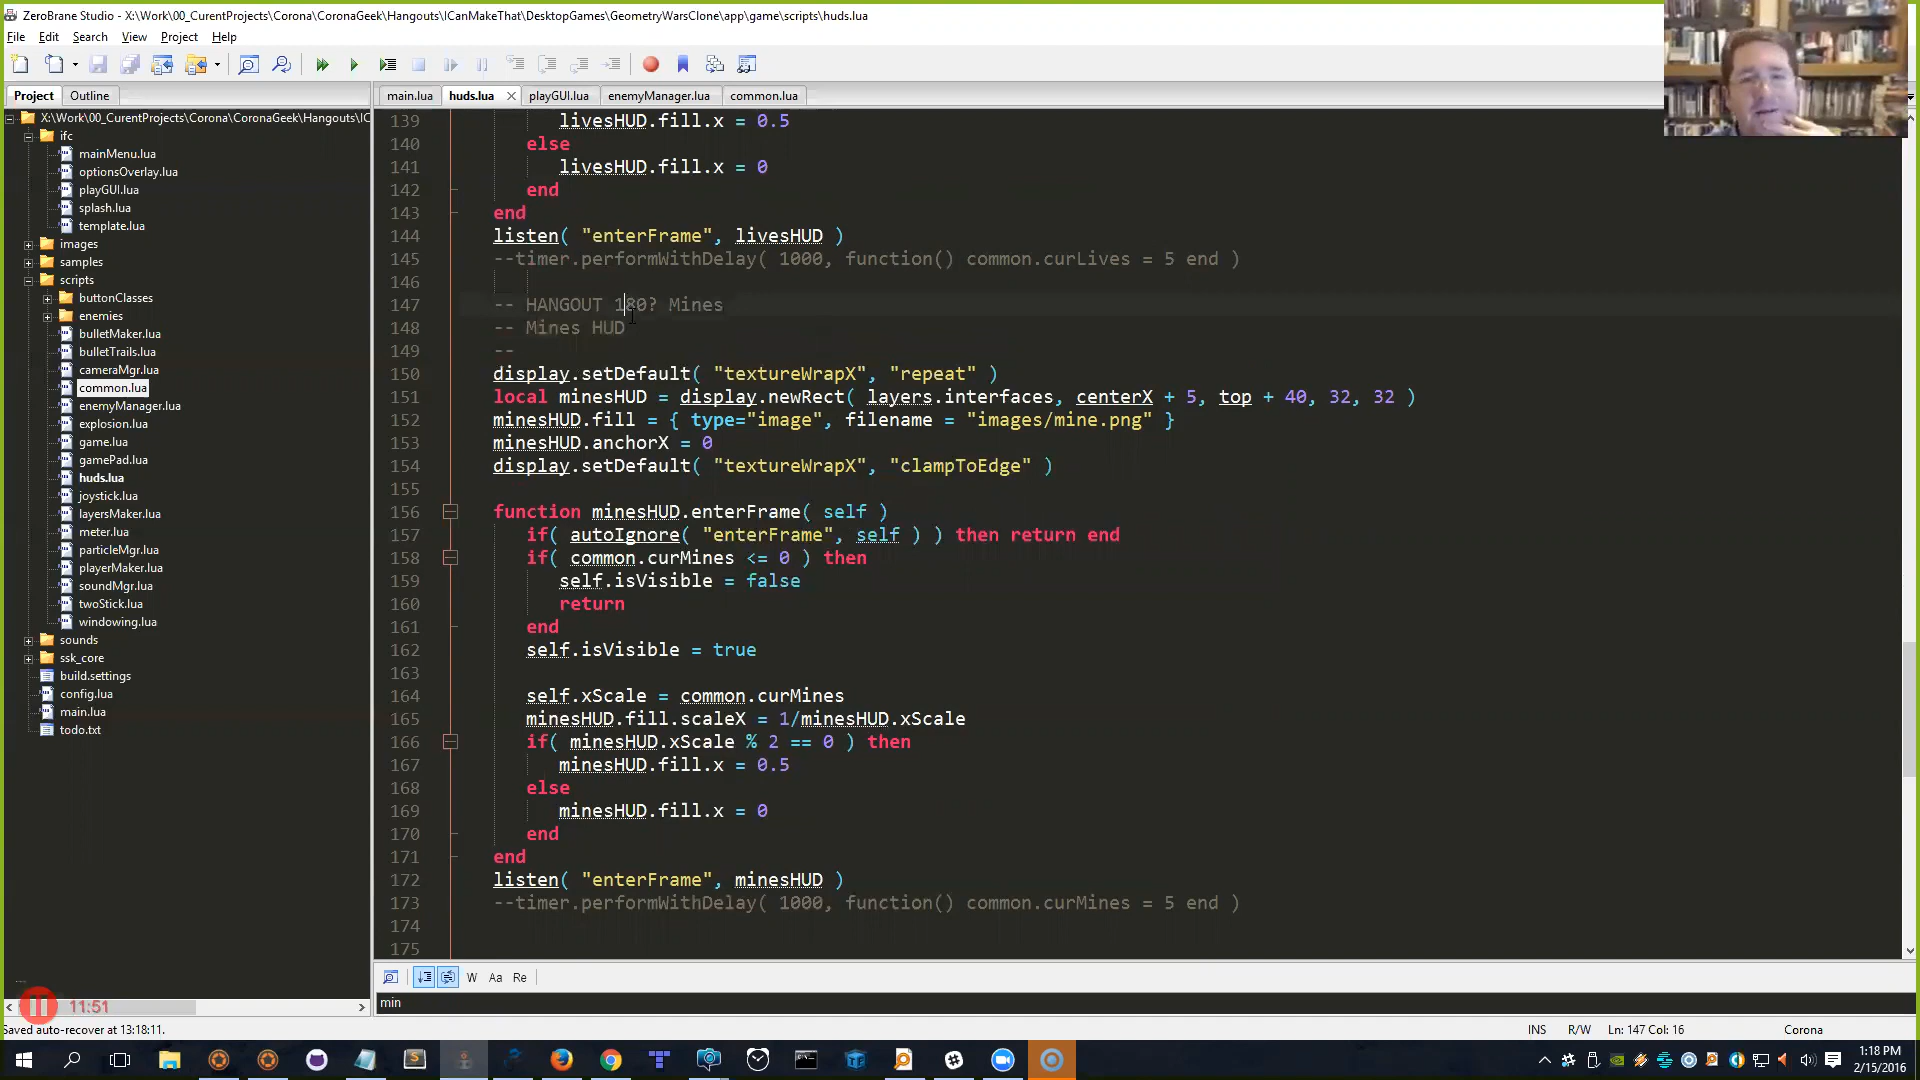 ZeroBrane Studio - X:\Work\00_CurentProjects\Corona\CoronaGeek\Hangouts\ICanMakeThat\DesktopGames\GeometryWarsClone\app\game\scripts\huds.lua
File Edit Search View Project Help
Project Outline
main.lua huds.lua playGUI.lua enemyManager.lua common.lua
X:\Work\00_CurentProjects\Corona\CoronaGeek\Hangouts\IC
ifc
mainMenu.lua
optionsOverlay.lua
playGUI.lua
splash.lua
template.lua
images
samples
scripts
buttonClasses
enemies
bulletMaker.lua
bulletTrails.lua
cameraMgr.lua
common.lua
enemyManager.lua
explosion.lua
game.lua
gamePad.lua
huds.lua
joystick.lua
layersMaker.lua
meter.lua
particleMgr.lua
playerMaker.lua
soundMgr.lua
twoStick.lua
windowing.lua
sounds
ssk_core
build.settings
config.lua
main.lua
todo.txt
139 livesHUD.fill.x = 0.5
140 else
141 livesHUD.fill.x = 0
142 end
143 end
144 listen( "enterFrame", livesHUD )
145 --timer.performWithDelay( 1000, function() common.curLives = 5 end )
146
147 -- HANGOUT 180? Mines
148 -- Mines HUD
149 --
150 display.setDefault( "textureWrapX", "repeat" )
151 local minesHUD = display.newRect( layers.interfaces, centerX + 5, top + 40, 32, 32 )
152 minesHUD.fill = { type="image", filename = "images/mine.png" }
153 minesHUD.anchorX = 0
154 display.setDefault( "textureWrapX", "clampToEdge" )
155
156 function minesHUD.enterFrame( self )
157 if( autoIgnore( "enterFrame", self ) ) then return end
158 if( common.curMines <= 0 ) then
159 self.isVisible = false
160 return
161 end
162 self.isVisible = true
163
164 self.xScale = common.curMines
165 minesHUD.fill.scaleX = 1/minesHUD.xScale
166 if( minesHUD.xScale % 2 == 0 ) then
167 minesHUD.fill.x = 0.5
168 else
169 minesHUD.fill.x = 0
170 end
171 end
172 listen( "enterFrame", minesHUD )
173 --timer.performWithDelay( 1000, function() common.curMines = 5 end )
174
175
W Aa Re
min
11:51
Saved auto-recover at 13:18:11.
INS R/W Ln: 147 Col: 16 Corona
1:18 PM
2/15/2016